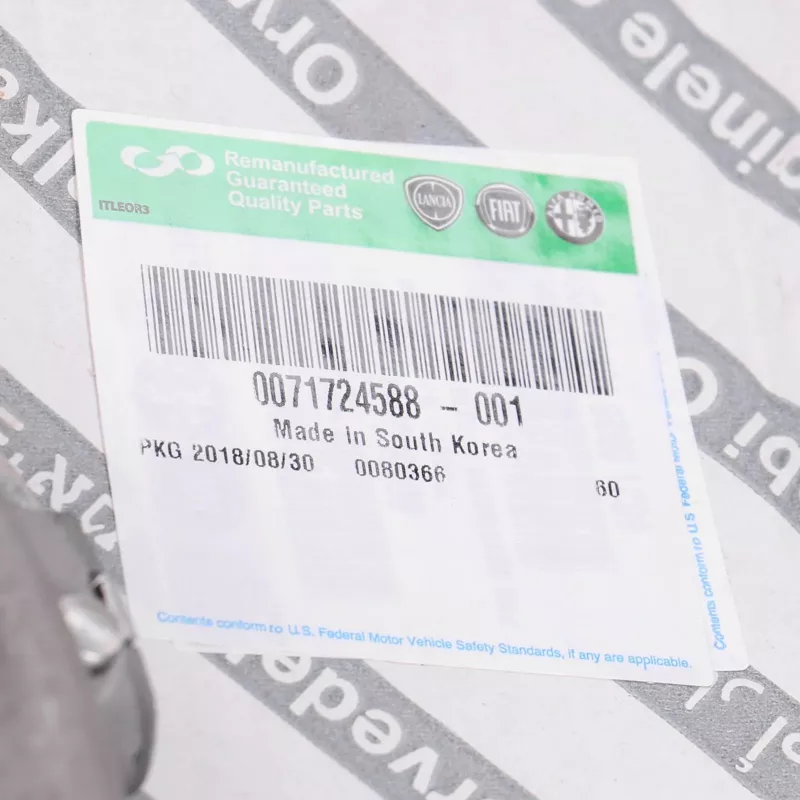 Remanufactured
Guaranteed
Quality Parts
ITLEOR3
LANCIA
FIAT
0071724588 - 001
Made in South Korea
PKG 2018/08/30 0080366
60
Contents conform to U.S. Federal Motor Vehicle Safety Standards, if any are applicable.
Contents conform to U.S. Federal Motor